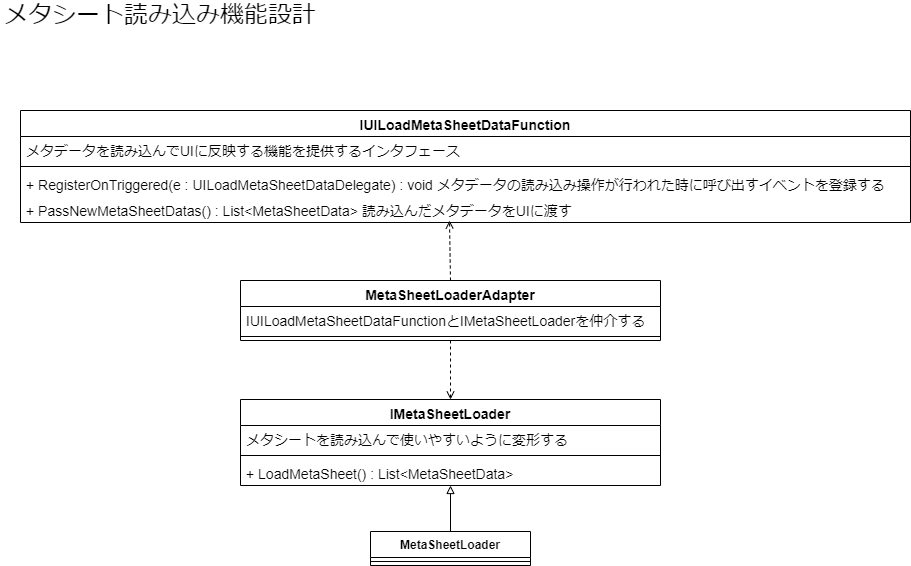 メタシート読み込み機能設計
IUILoadMetaSheetDataFunction
メタデータを読み込んでUIに反映する機能を提供するインタフェース
+ RegisterOnTriggered(e : UILoadMetaSheetDataDelegate) : void メタデータの読み込み操作が行われた時に呼び出すイベントを登録する
+ PassNewMetaSheetDatas() : List<MetaSheetData> 読み込んだメタデータをUIに渡す
MetaSheetLoaderAdapter
IUILoadMetaSheetDataFunctionとIMetaSheetLoaderを仲介する
IMetaSheetLoader
メタシートを読み込んで使いやすいように変形する
+ LoadMetaSheet() : List<MetaSheetData>
MetaSheetLoader